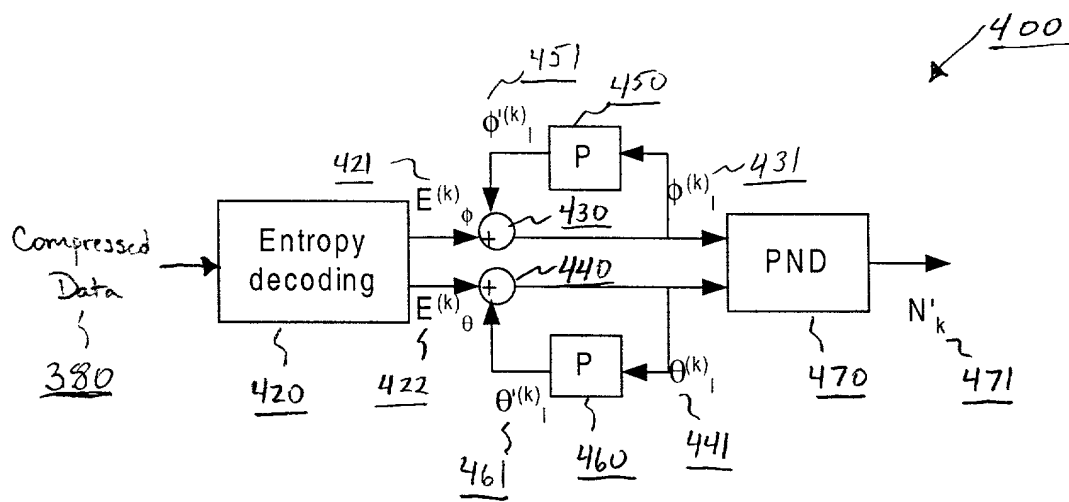 400
451
450
ϕ'(k)I
P
421
431
E(k)ϕ
ϕ(k)I
430
+
Compressed
Data
Entropy
decoding
PND
440
+
E(k)θ
N'k
380
420
422
P
θ'(k)I
θ(k)I
470
471
461
460
441